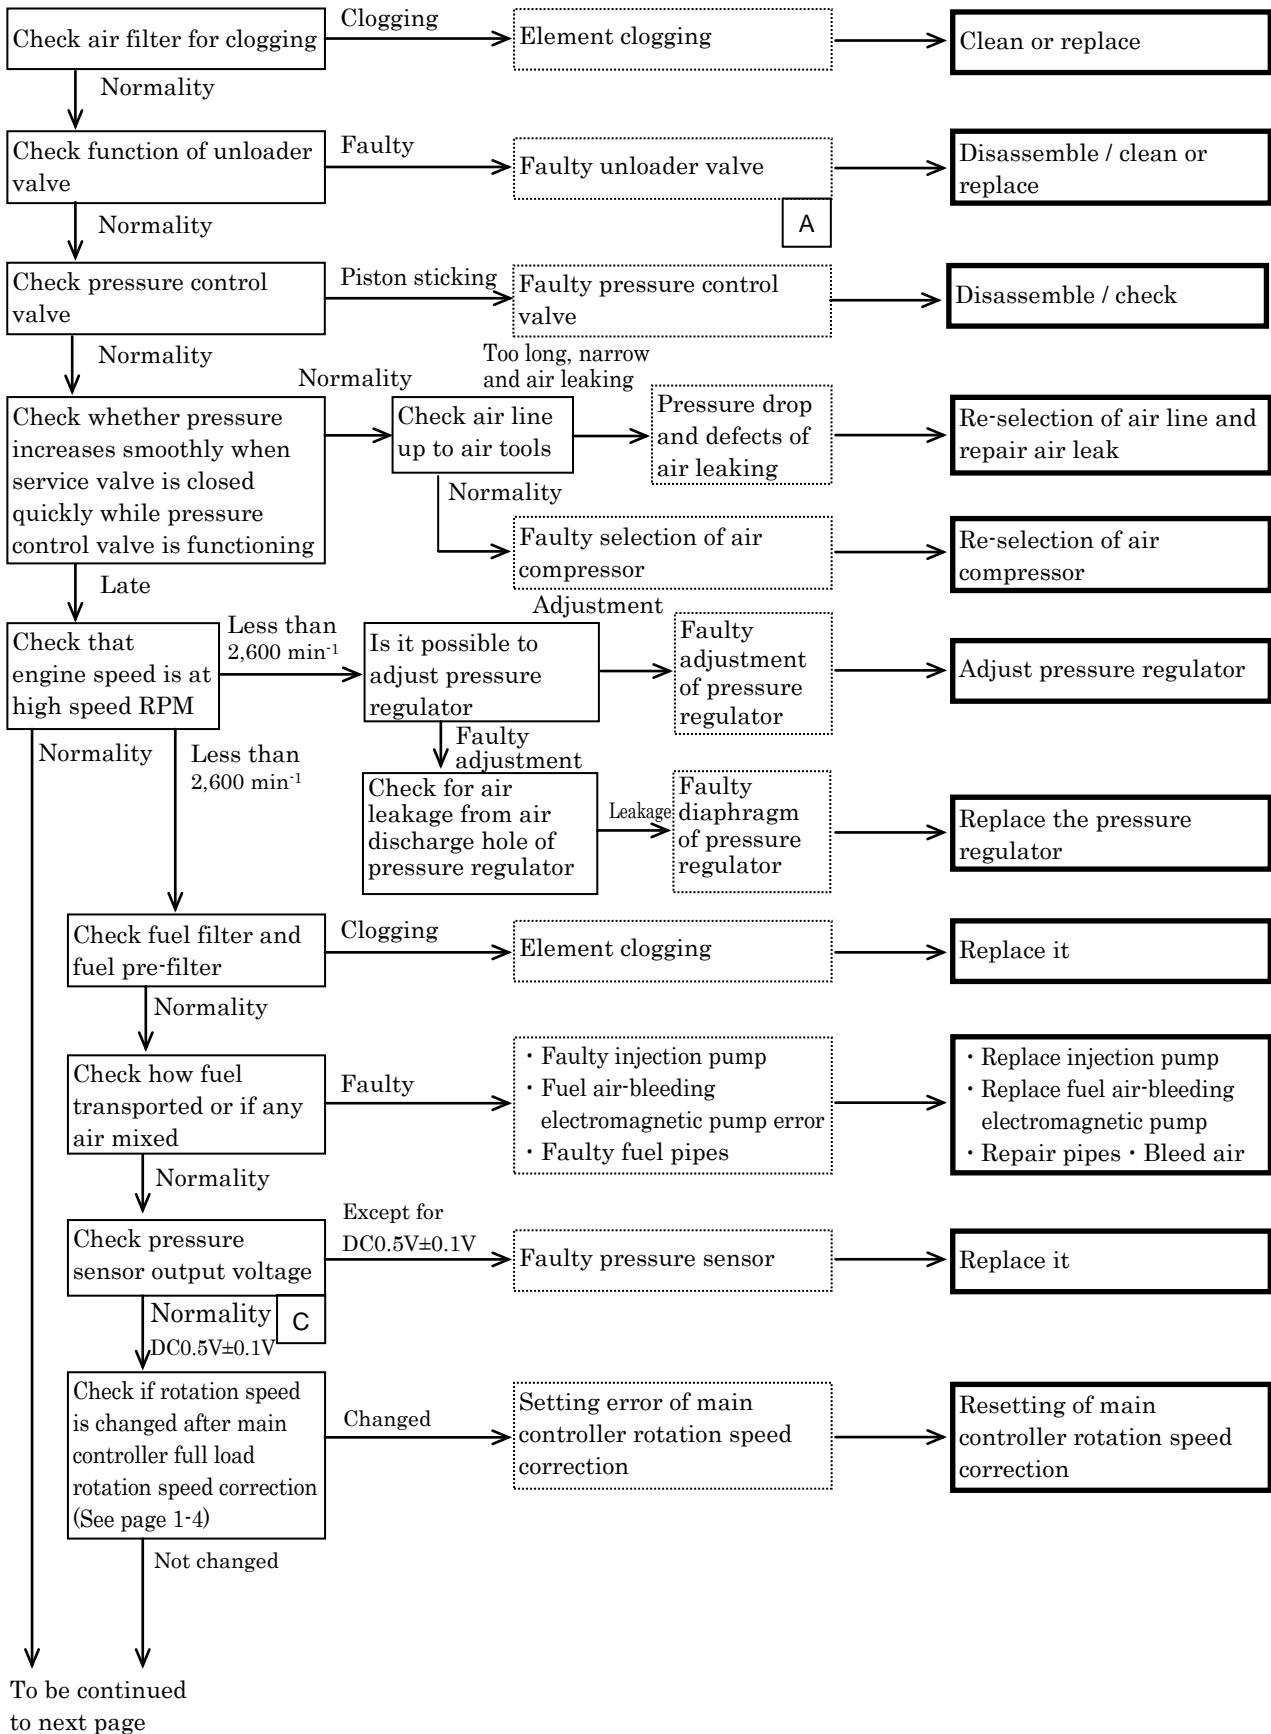 Clogging
Check air filter for clogging
Element clogging
Clean or replace
Normality
Check function of unloader
valve
Faulty
Faulty unloader valve
Disassemble / clean or
replace
A
Normality
Check pressure control
valve
Piston sticking
Faulty pressure control
valve
Disassemble / check
Normality
Check whether pressure
increases smoothly when
service valve is closed
quickly while pressure
control valve is functioning
Normality
Check air line
up to air tools
Too long, narrow
and air leaking
Pressure drop
and defects of
air leaking
Re-selection of air line and
repair air leak
Normality
Faulty selection of air
compressor
Re-selection of air
compressor
Late
Check that
engine speed is at
high speed RPM
Less than
2,600 min-1
Is it possible to
adjust pressure
regulator
Adjustment
Faulty
adjustment
of pressure
regulator
Adjust pressure regulator
Faulty
adjustment
Check for air
leakage from air
discharge hole of
pressure regulator
Leakage
Faulty
diaphragm
of pressure
regulator
Replace the pressure
regulator
Normality
Less than
2,600 min-1
Check fuel filter and
fuel pre-filter
Clogging
Element clogging
Replace it
Normality
Check how fuel
transported or if any
air mixed
Faulty
・Faulty injection pump
・Fuel air-bleeding
electromagnetic pump error
・Faulty fuel pipes
・Replace injection pump
・Replace fuel air-bleeding
electromagnetic pump
・Repair pipes・Bleed air
Normality
Check pressure
sensor output voltage
Except for
DC0.5V±0.1V
Faulty pressure sensor
Replace it
Normality
DC0.5V±0.1V
C
Check if rotation speed
is changed after main
controller full load
rotation speed correction
(See page 1-4)
Changed
Setting error of main
controller rotation speed
correction
Resetting of main
controller rotation speed
correction
Not changed
To be continued
to next page